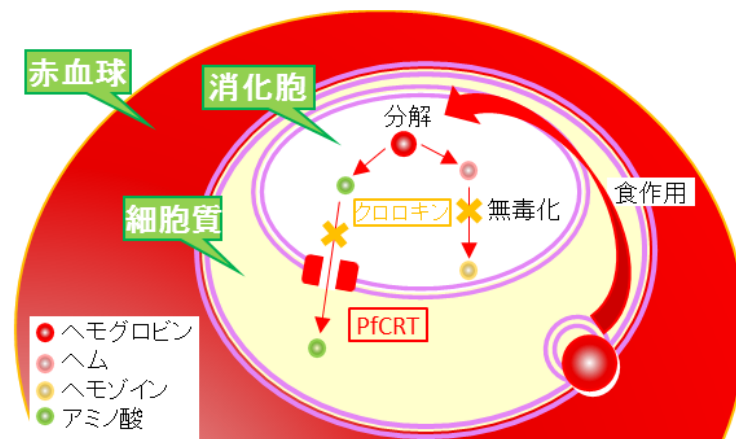 赤血球
消化胞
分解
食作用
クロロキン
無毒化
細胞質
PfCRT
ヘモグロビン
ヘム
ヘモゾイン
アミノ酸